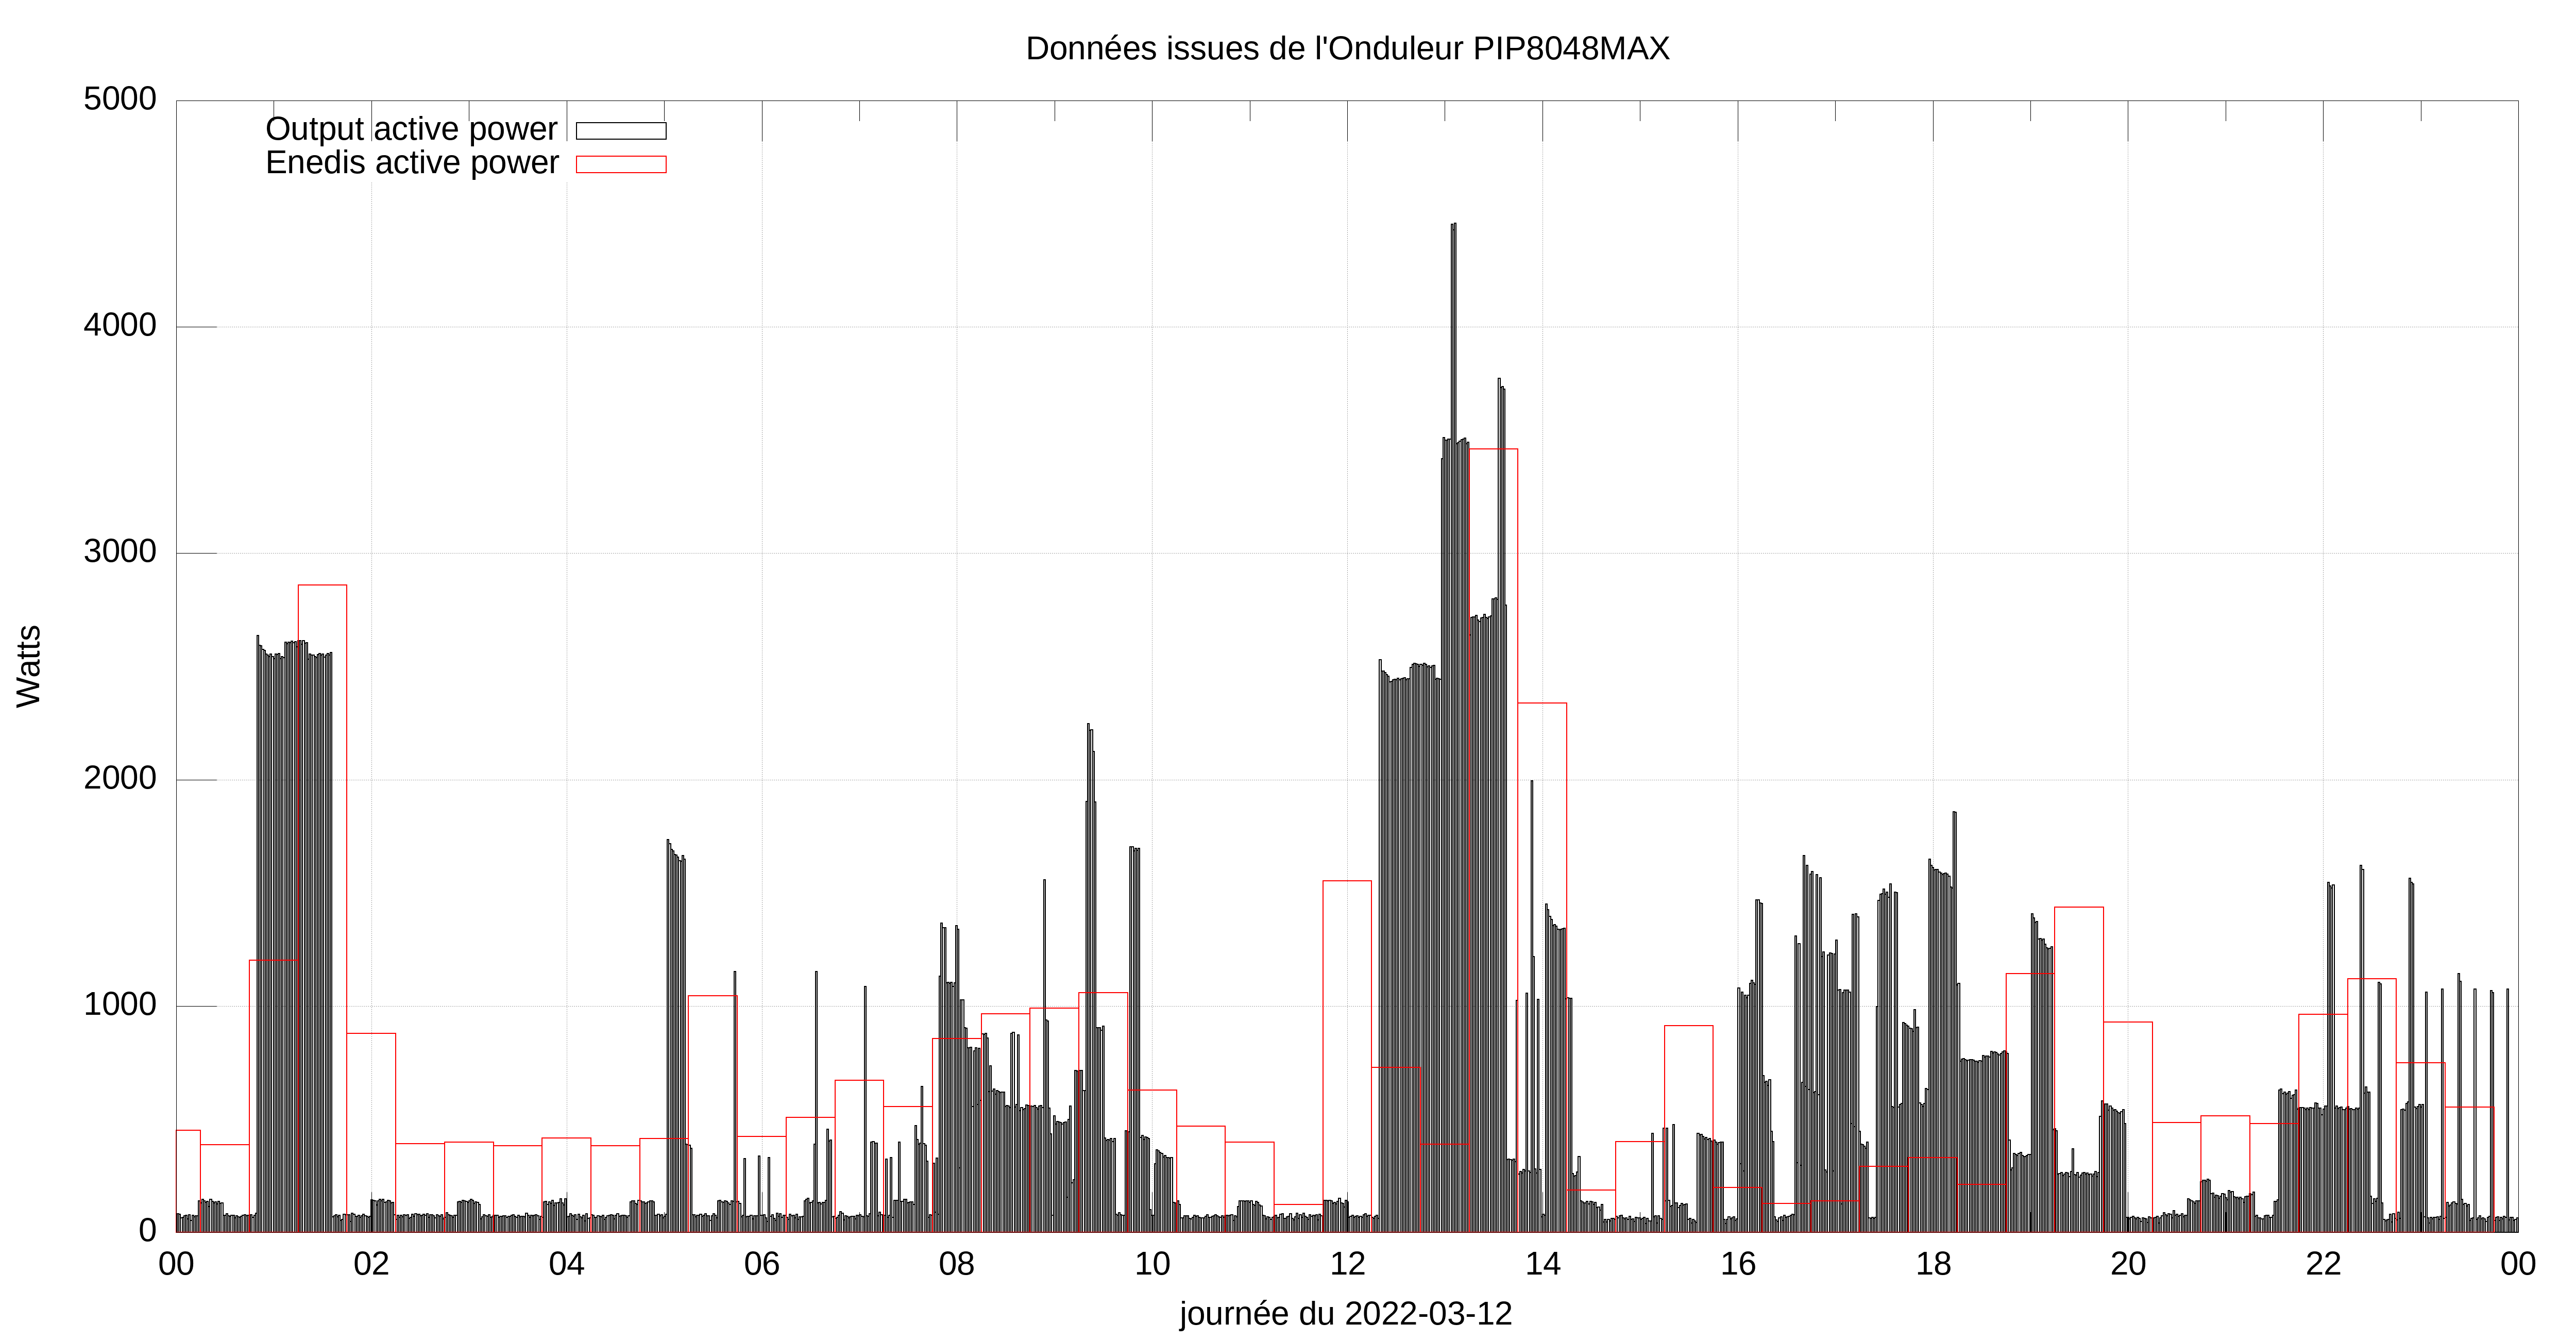 Données issues de l'Onduleur PIP8048MAX
5000
Output active power
Enedis active power
4000
3000
Watts
2000
1000
0
00 02 04 06 08 10 12 14 16 18 20 22 00
journée du 2022-03-12